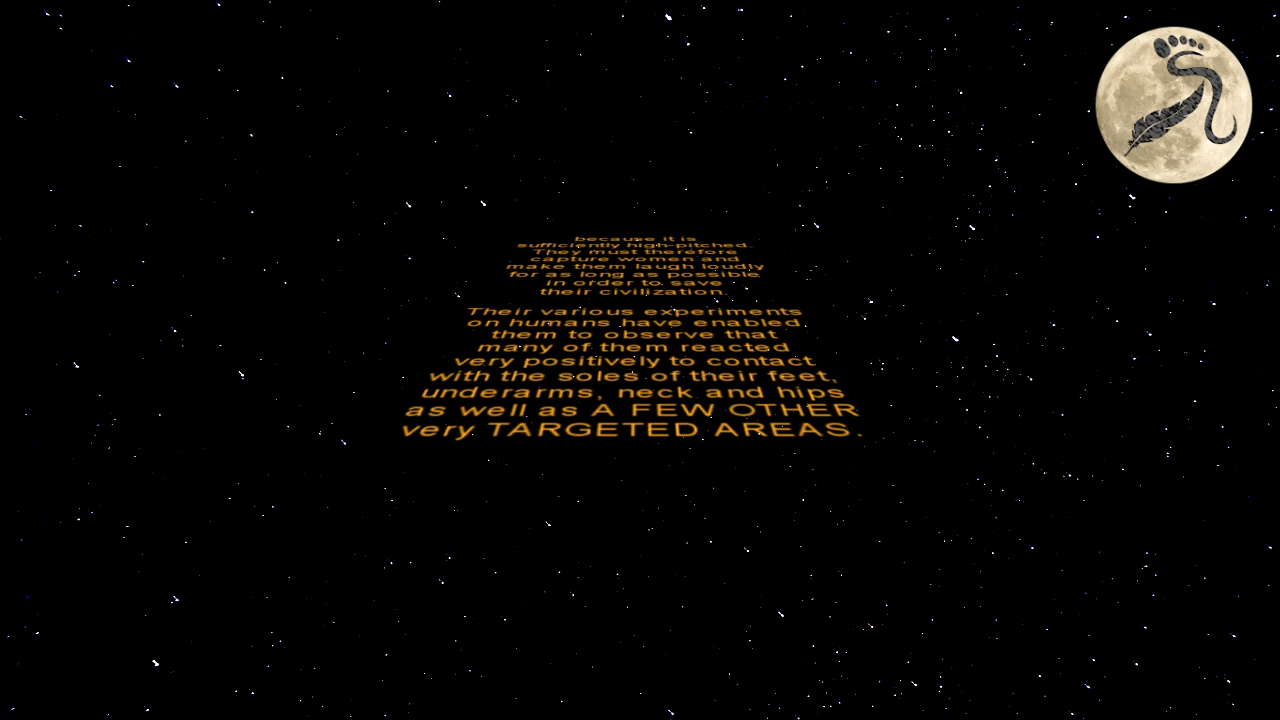 because it is
sufficiently high-pitched.
They must therefore
capture women and
make them laugh loudly
for as long as possible
in order to save
their civilization.
Their various experiments
on humans have enabled
them to observe that
many of them reacted
very positively to contact
with the soles of their feet,
underarms, neck and hips
as well as A FEW OTHER
very TARGETED AREAS.